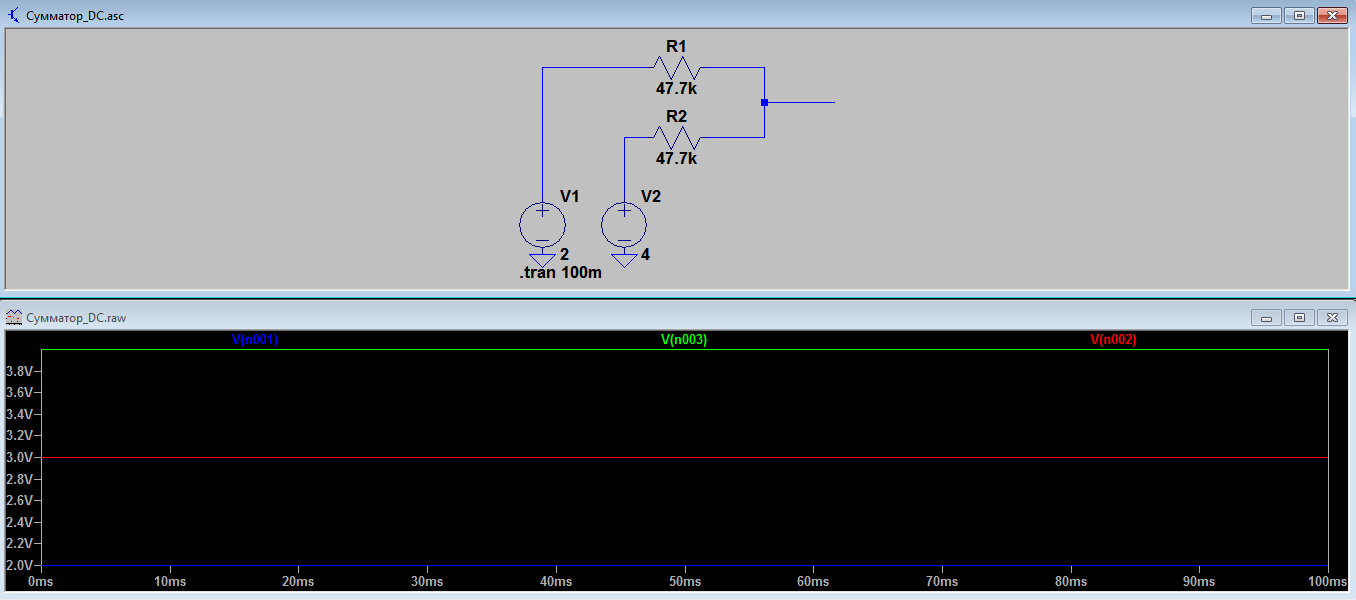 Сумматор_DC.asc
R1
47.7k
R2
47.7k
V1
V2
2
4
.tran 100m
Сумматор_DC.raw
V(n001) V(n003) V(n002)
3.8V
3.6V
3.4V
3.2V
3.0V
2.8V
2.6V
2.4V
2.2V
2.0V
0ms 10ms 20ms 30ms 40ms 50ms 60ms 70ms 80ms 90ms 100ms